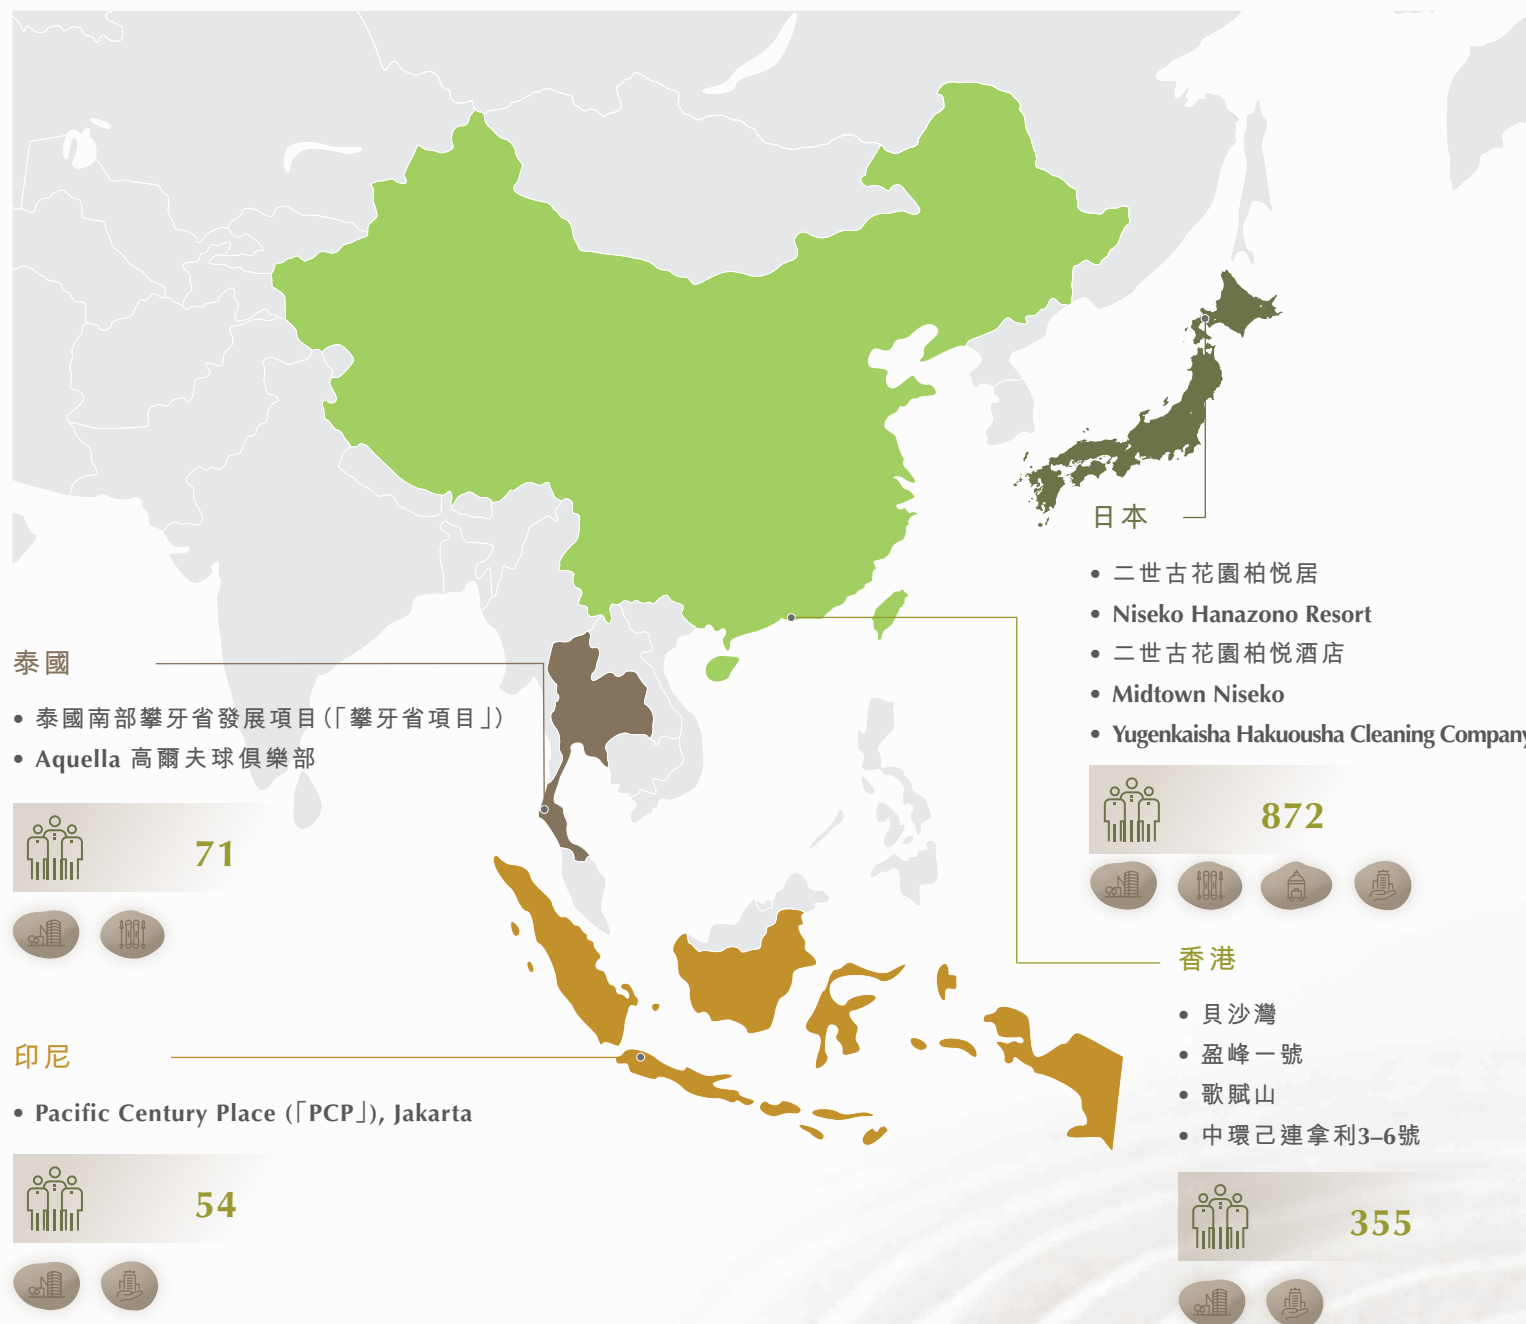 泰國
• 泰國南部攀牙省發展項目(「攀牙省項目」)
• Aquella 高爾夫球俱樂部
71
印尼
• Pacific Century Place (「PCP」), Jakarta
54
日本
• 二世古花園柏悦居
• Niseko Hanazono Resort
• 二世古花園柏悦酒店
• Midtown Niseko
• Yugenkaisha Hakuousha Cleaning Company
872
香港
• 貝沙灣
• 盈峰一號
• 歌賦山
• 中環己連拿利3–6號
355